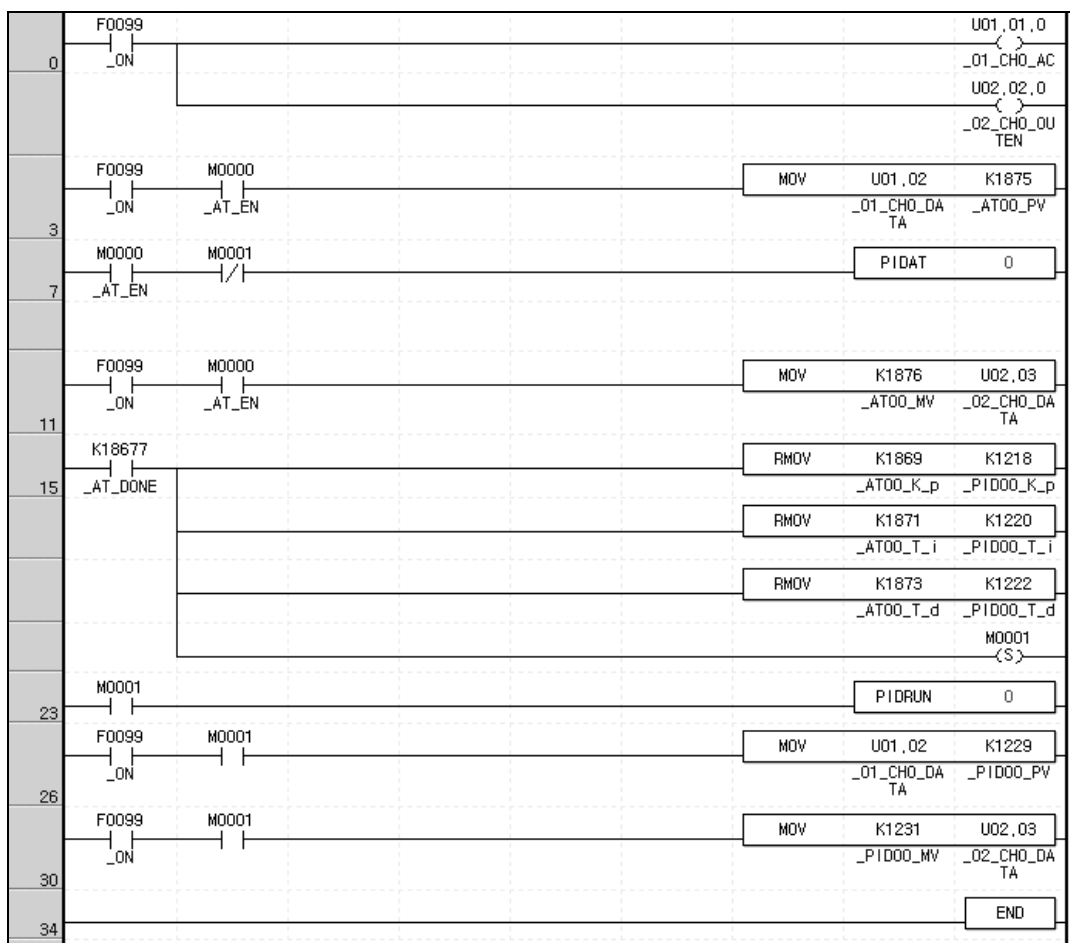 F0099 U01,01,0
0 _ON _01_CH0_AC
U02,02,0
_02_CH0_OU
TEN
F0099 M0000 MOV U01,02 K1875
_ON _AT_EN _01_CH0_DA _AT00_PV
3 TA
M0000 M0001 PIDAT 0
7 _AT_EN
F0099 M0000 MOV K1876 U02,03
_ON _AT_EN _AT00_MV _02_CH0_DA
11 TA
K18677 RMOV K1869 K1218
15 _AT_DONE _AT00_K_p _PID00_K_p
RMOV K1871 K1220
_AT00_T_i _PID00_T_i
RMOV K1873 K1222
_AT00_T_d _PID00_T_d
M0001
(S)
M0001 PIDRUN 0
23
F0099 M0001 MOV U01,02 K1229
_ON _01_CH0_DA _PID00_PV
26 TA
F0099 M0001 MOV K1231 U02,03
_ON _PID00_MV _02_CH0_DA
30 TA
END
34